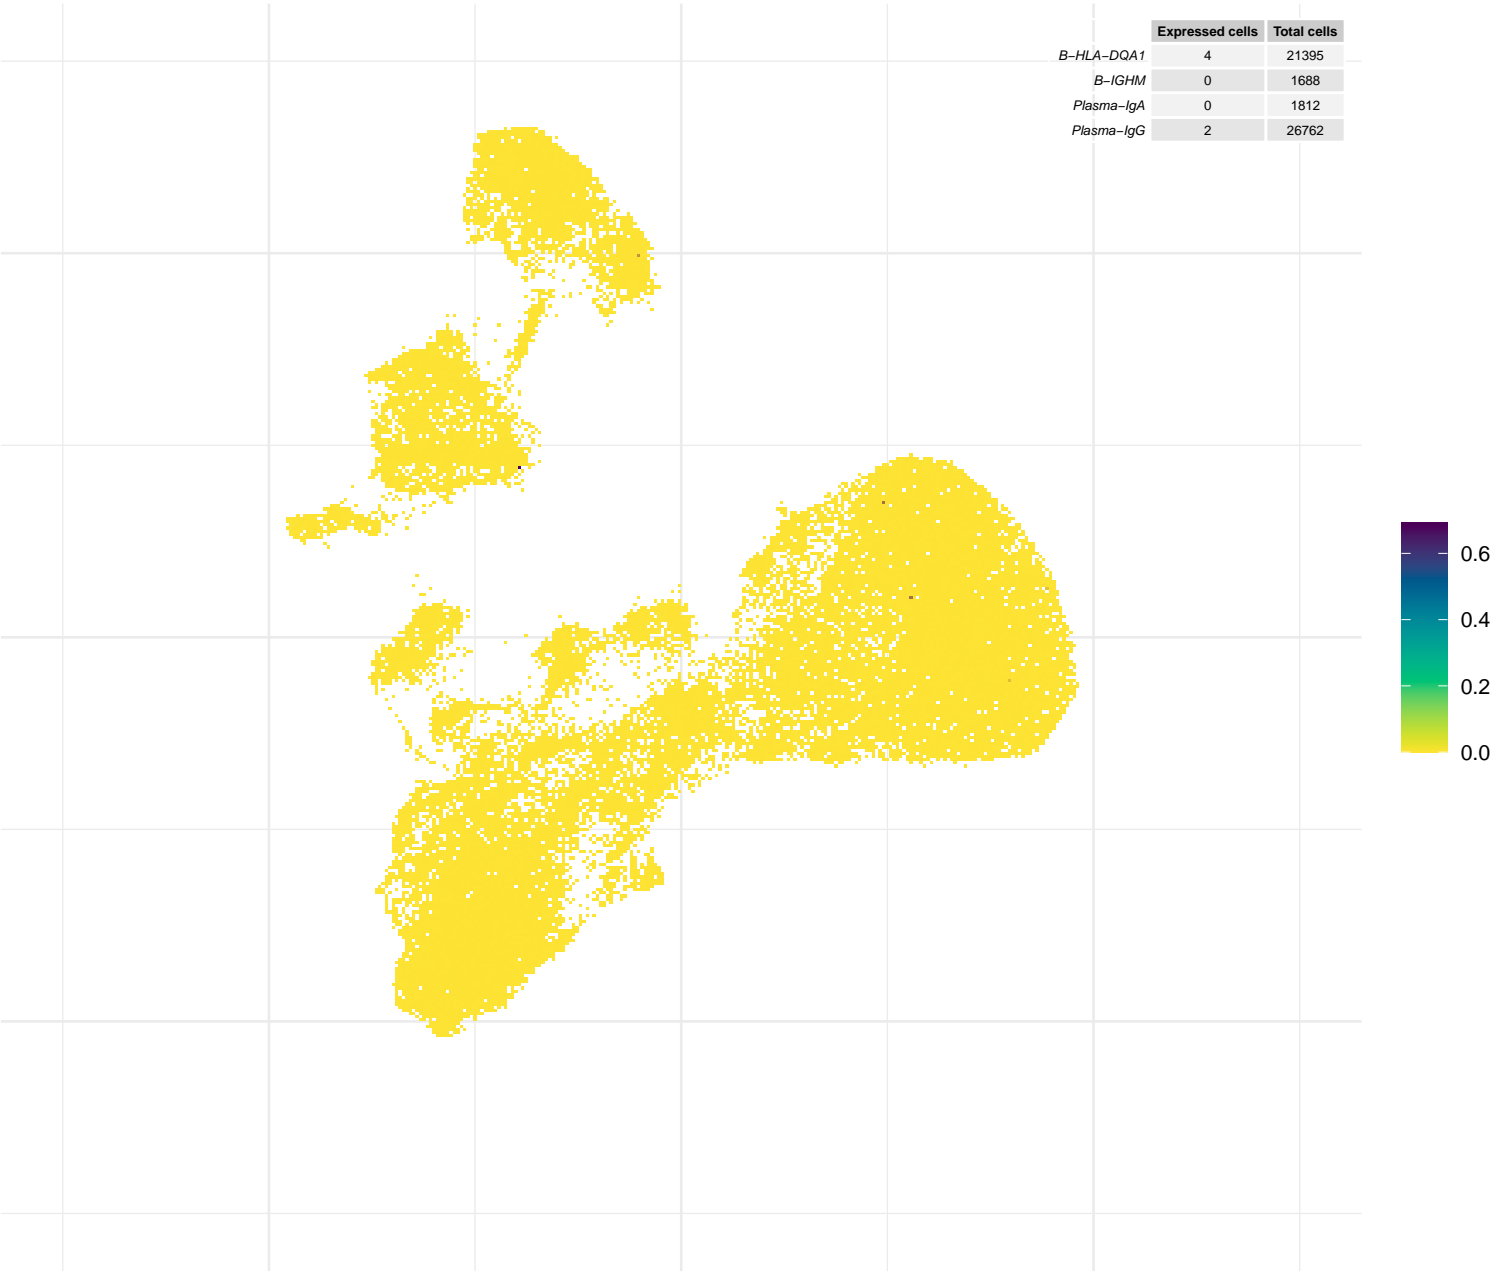 Expressed cells Total cells
B−HLA−DQA1 4 21395
B−IGHM 0 1688
Plasma−IgA 0 1812
Plasma−IgG 2 26762
0.6
0.4
0.2
0.0